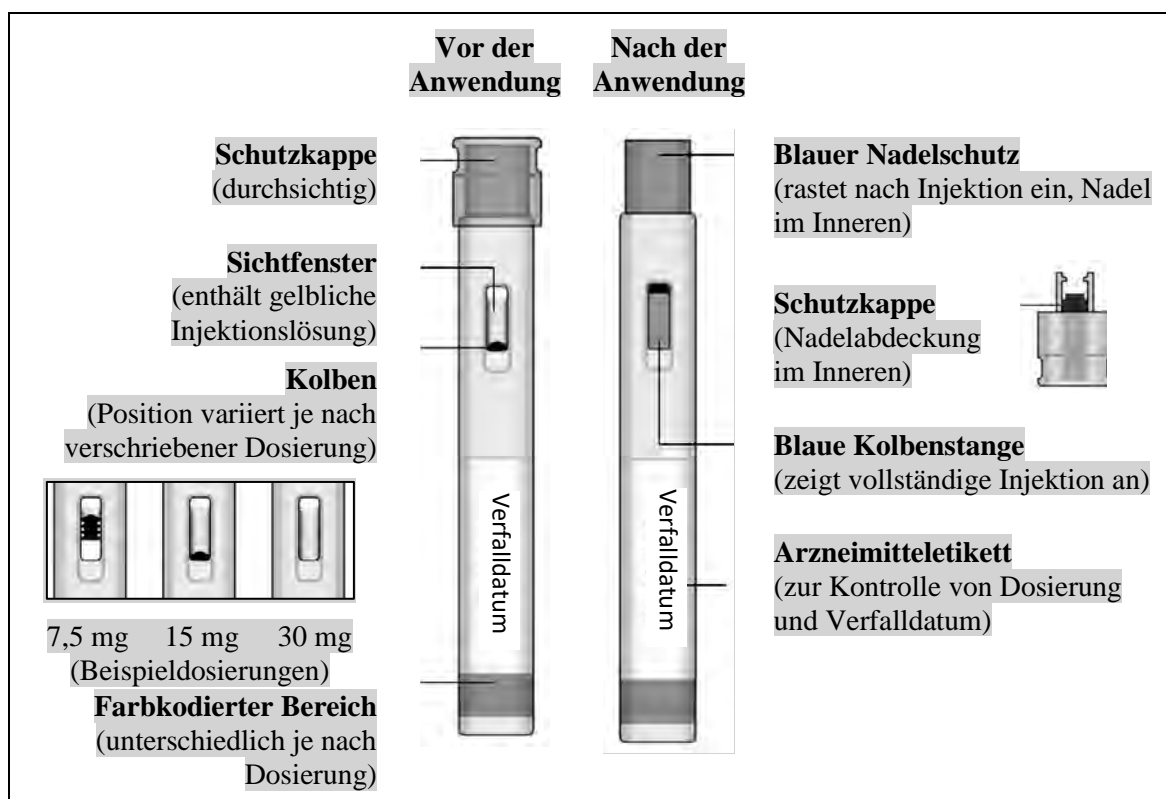 Vor der
Anwendung
Nach der
Anwendung
Schutzkappe
(durchsichtig)
Sichtfenster
(enthält gelbliche
Injektionslösung)
Kolben
(Position variiert je nach
verschriebener Dosierung)
7,5 mg 15 mg 30 mg
(Beispieldosierungen)
Farbkodierter Bereich
(unterschiedlich je nach
Dosierung)
Verfalldatum
Verfalldatum
Blauer Nadelschutz
(rastet nach Injektion ein, Nadel
im Inneren)
Schutzkappe
(Nadelabdeckung
im Inneren)
Blaue Kolbenstange
(zeigt vollständige Injektion an)
Arzneimitteletikett
(zur Kontrolle von Dosierung
und Verfalldatum)